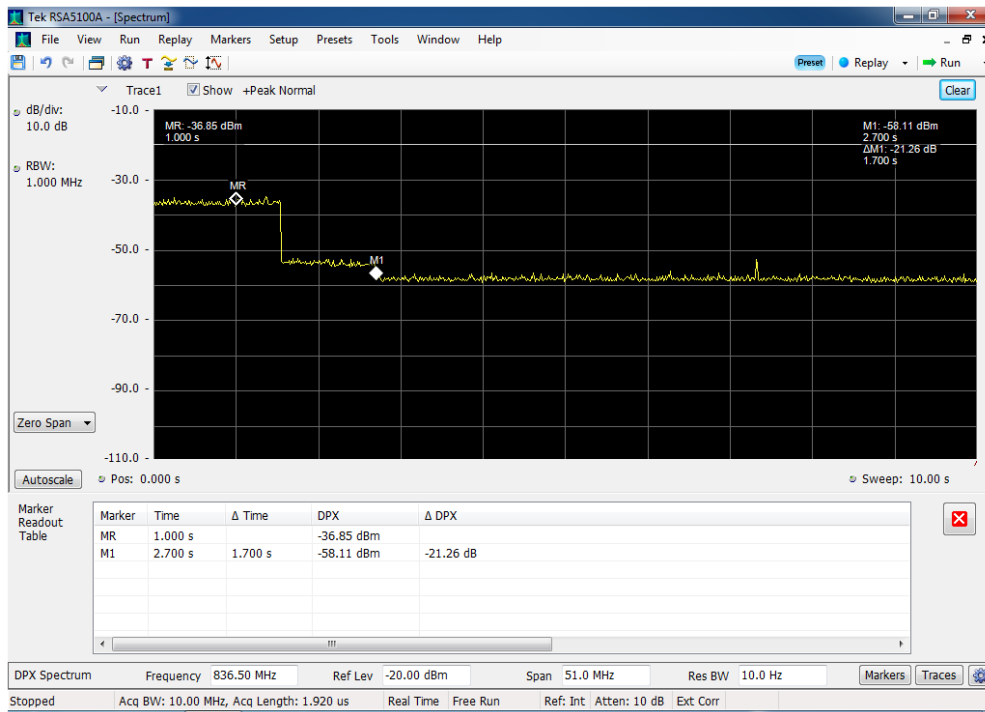 Tek RSA5100A - [Spectrum]
File View Run Replay Markers Setup Presets Tools Window Help
T Preset Replay Run
Trace1 Show +Peak Normal Clear
dB/div:
10.0 dB
RBW:
1.000 MHz
-10.0
-30.0
-50.0
-70.0
-90.0
-110.0
MR: -36.85 dBm
1.000 s
M1: -58.11 dBm
2.700 s
ΔM1: -21.26 dB
1.700 s
MR
M1
Zero Span
Autoscale Pos: 0.000 s Sweep: 10.00 s
Marker
Readout
Table
Marker Time Δ Time DPX Δ DPX
MR 1.000 s -36.85 dBm
M1 2.700 s 1.700 s -58.11 dBm -21.26 dB
DPX Spectrum Frequency 836.50 MHz Ref Lev -20.00 dBm Span 51.0 MHz Res BW 10.0 Hz Markers Traces
Stopped Acq BW: 10.00 MHz, Acq Length: 1.920 us Real Time Free Run Ref: Int Atten: 10 dB Ext Corr